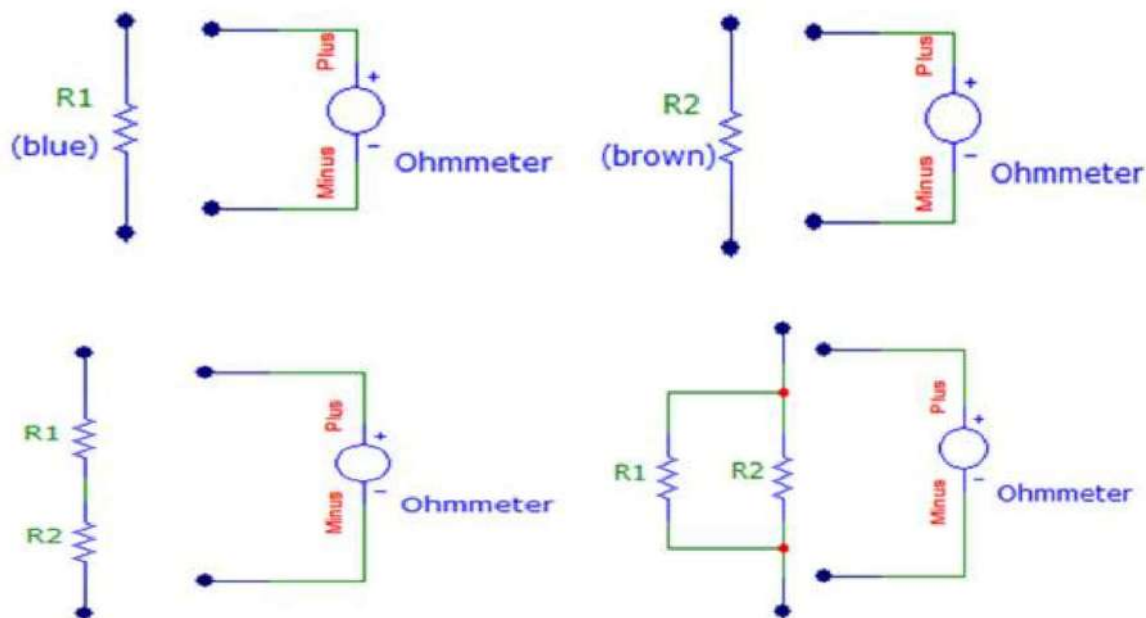 R1
(blue)
Plus
+
−
Minus
Ohmmeter
R2
(brown)
Plus
+
−
Minus
Ohmmeter
R1
R2
Plus
+
−
Minus
Ohmmeter
R1
R2
Plus
+
−
Minus
Ohmmeter